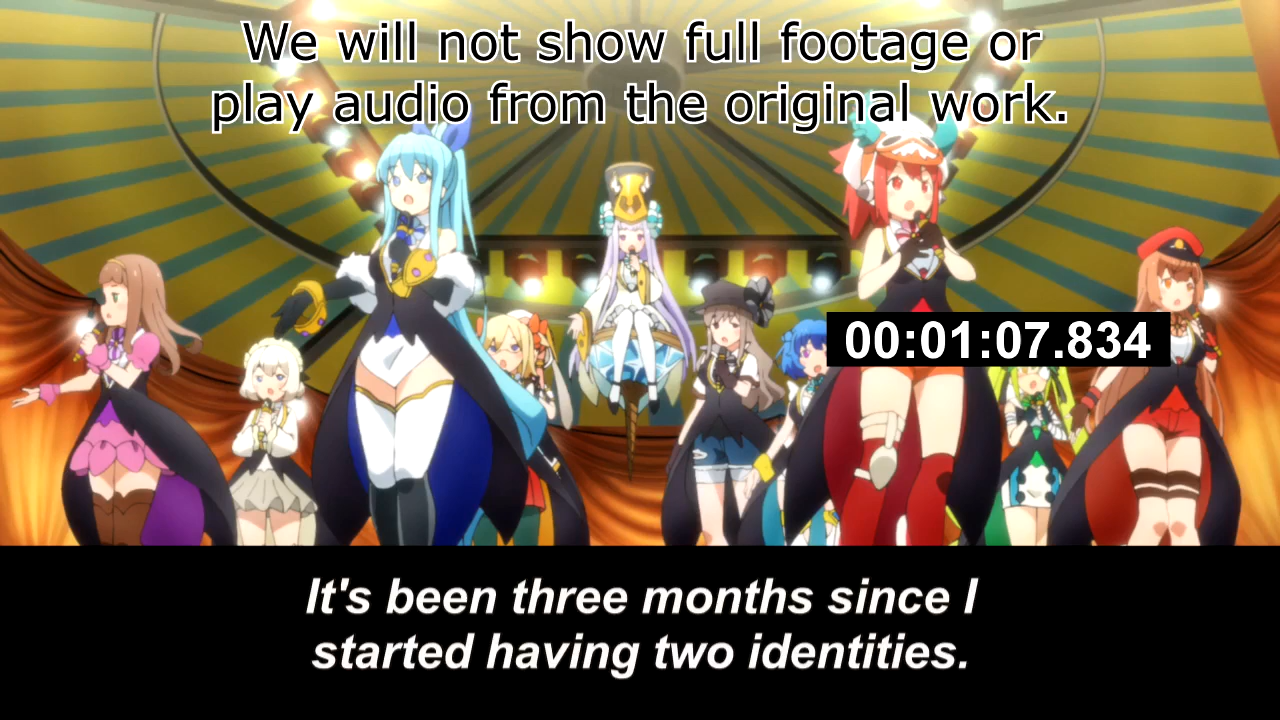 We will not show full footage or
play audio from the original work.
00:01:07.834
It's been three months since I
started having two identities.